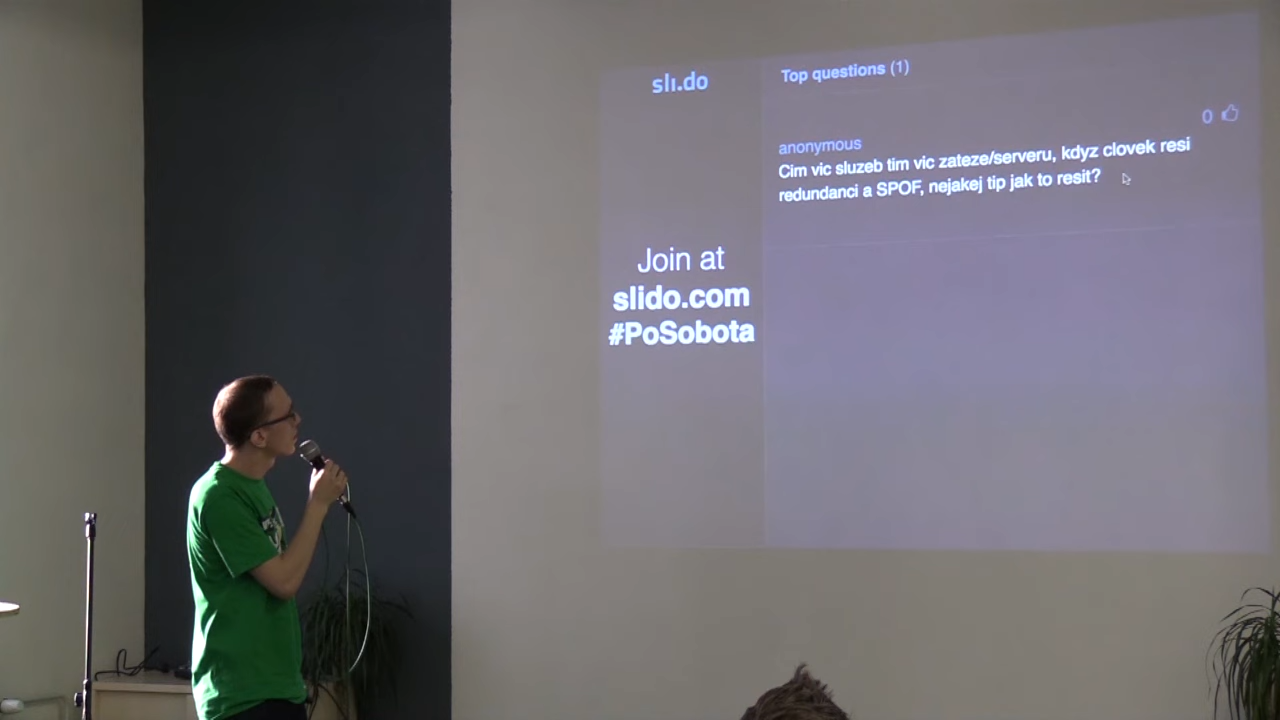 sli.do
Top questions (1)
0
anonymous
Cim vic sluzeb tim vic zateze/serveru, kdyz clovek resi
redundanci a SPOF, nejakej tip jak to resit?
Join at
slido.com
#PoSobota